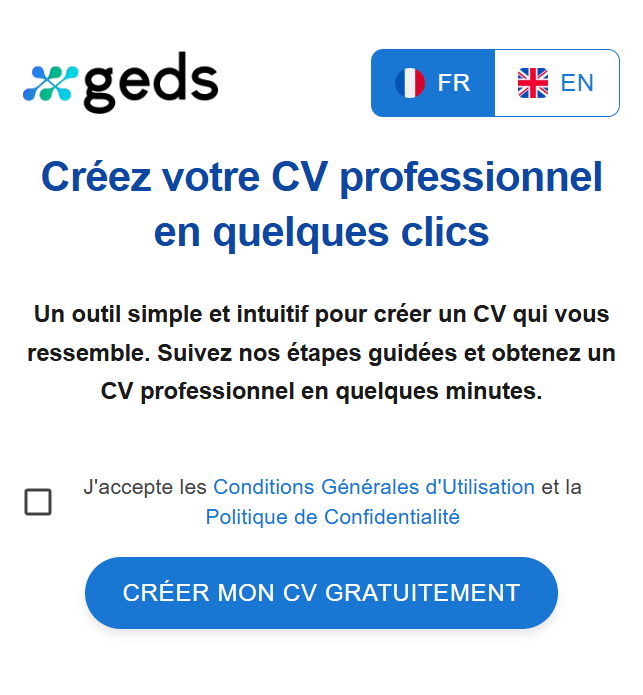 geds
FR
EN
Créez votre CV professionnel
en quelques clics
Un outil simple et intuitif pour créer un CV qui vous
ressemble. Suivez nos étapes guidées et obtenez un
CV professionnel en quelques minutes.
J'accepte les Conditions Générales d'Utilisation et la
Politique de Confidentialité
CRÉER MON CV GRATUITEMENT